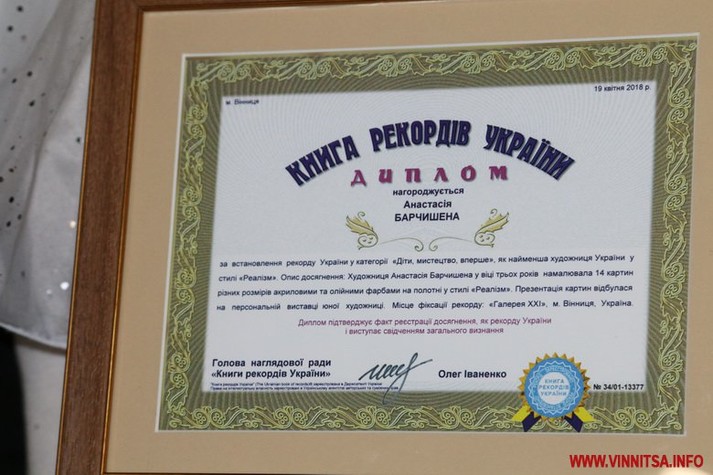 м. Вінниця
19 квітня 2018 р.
КНИГА РЕКОРДІВ УКРАЇНИ
ДИПЛОМ
нагороджується
Анастасія
БАРЧИШЕНА
за встановлення рекорду України у категорії «Діти, мистецтво, вперше», як найменша художниця України у
стилі «Реалізм». Опис досягнення: Художниця Анастасія Барчишена у віці трьох років намалювала 14 картин
різних розмірів акриловими та олійними фарбами на полотні у стилі «Реалізм». Презентація картин відбулася
на персональній виставці юної художниці. Місце фіксації рекорду: «Галерея XXI», м. Вінниця, Україна.
Диплом підтверджує факт реєстрації досягнення, як рекорду України
і виступає свідченням загального визнання
Голова наглядової ради
«Книги рекордів України»
Олег Іваненко
КНИГА
РЕКОРДІВ
УКРАЇНИ
№ 34/01-13377
WWW.VINNITSA.INFO